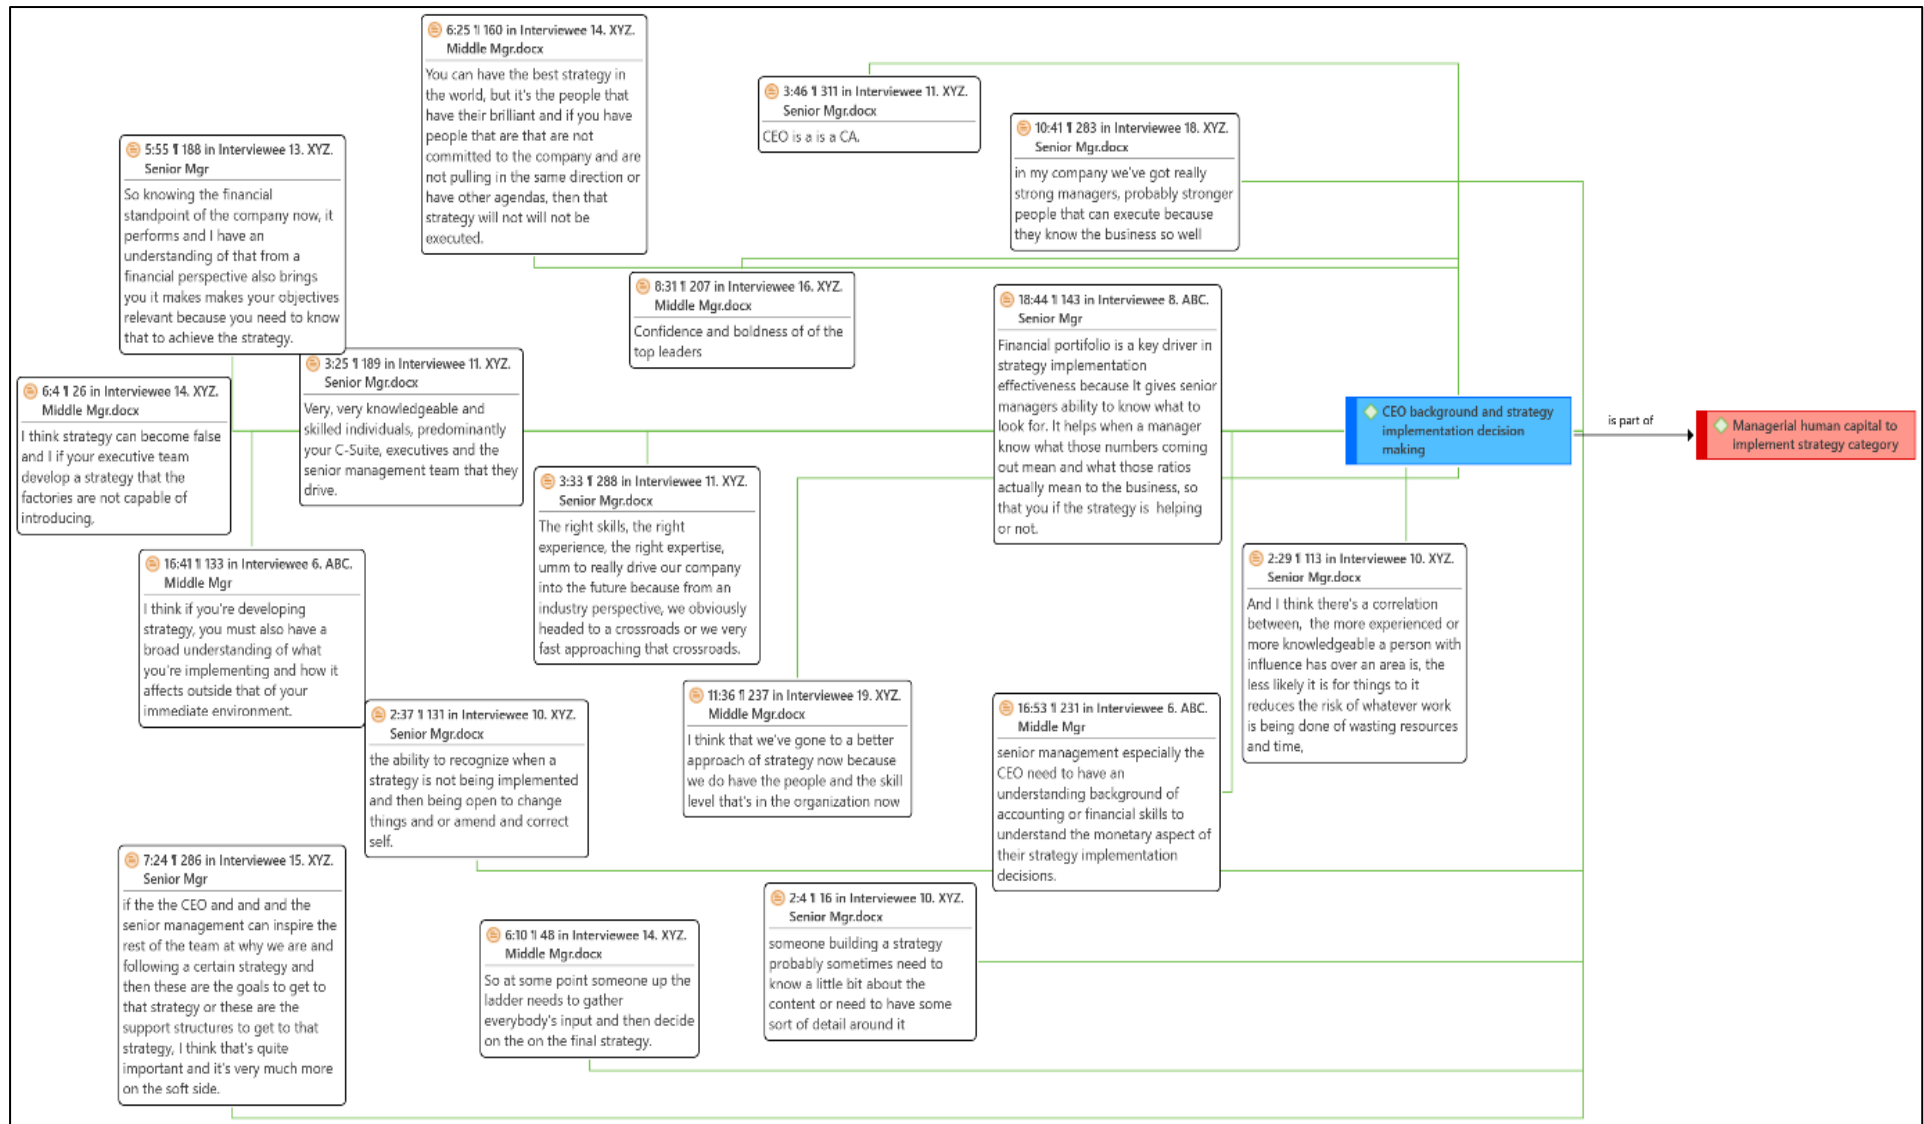 6:25 ¶ 160 in Interviewee 14. XYZ.
Middle Mgr.docx
You can have the best strategy in
the world, but it's the people that
have their brilliant and if you have
people that are that are not
committed to the company and are
not pulling in the same direction or
have other agendas, then that
strategy will not will not be
executed.
3:46 ¶ 311 in Interviewee 11. XYZ.
Senior Mgr.docx
CEO is a is a CA.
10:41 ¶ 283 in Interviewee 18. XYZ.
Senior Mgr.docx
in my company we've got really
strong managers, probably stronger
people that can execute because
they know the business so well
5:55 ¶ 188 in Interviewee 13. XYZ.
Senior Mgr
So knowing the financial
standpoint of the company now, it
performs and I have an
understanding of that from a
financial perspective also brings
you it makes makes your objectives
relevant because you need to know
that to achieve the strategy.
8:31 ¶ 207 in Interviewee 16. XYZ.
Middle Mgr.docx
Confidence and boldness of of the
top leaders
18:44 ¶ 143 in Interviewee 8. ABC.
Senior Mgr
Financial portifolio is a key driver in
strategy implementation
effectiveness because It gives senior
managers ability to know what to
look for. It helps when a manager
know what those numbers coming
out mean and what those ratios
actually mean to the business, so
that you if the strategy is helping
or not.
3:25 ¶ 189 in Interviewee 11. XYZ.
Senior Mgr.docx
Very, very knowledgeable and
skilled individuals, predominantly
your C-Suite, executives and the
senior management team that they
drive.
6:4 ¶ 26 in Interviewee 14. XYZ.
Middle Mgr.docx
I think strategy can become false
and I if your executive team
develop a strategy that the
factories are not capable of
introducing,
CEO background and strategy
implementation decision
making
is part of
Managerial human capital to
implement strategy category
3:33 ¶ 288 in Interviewee 11. XYZ.
Senior Mgr.docx
The right skills, the right
experience, the right expertise,
umm to really drive our company
into the future because from an
industry perspective, we obviously
headed to a crossroads or we very
fast approaching that crossroads.
16:41 ¶ 133 in Interviewee 6. ABC.
Middle Mgr
I think if you're developing
strategy, you must also have a
broad understanding of what
you're implementing and how it
affects outside that of your
immediate environment.
2:29 ¶ 113 in Interviewee 10. XYZ.
Senior Mgr.docx
And I think there's a correlation
between, the more experienced or
more knowledgeable a person with
influence has over an area is, the
less likely it is for things to it
reduces the risk of whatever work
is being done of wasting resources
and time,
2:37 ¶ 131 in Interviewee 10. XYZ.
Senior Mgr.docx
the ability to recognize when a
strategy is not being implemented
and then being open to change
things and or amend and correct
self.
11:36 ¶ 237 in Interviewee 19. XYZ.
Middle Mgr.docx
I think that we've gone to a better
approach of strategy now because
we do have the people and the skill
level that's in the organization now
16:53 ¶ 231 in Interviewee 6. ABC.
Middle Mgr
senior management especially the
CEO need to have an
understanding background of
accounting or financial skills to
understand the monetary aspect of
their strategy implementation
decisions.
7:24 ¶ 286 in Interviewee 15. XYZ.
Senior Mgr
if the the CEO and and and the
senior management can inspire the
rest of the team at why we are and
following a certain strategy and
then these are the goals to get to
that strategy or these are the
support structures to get to that
strategy, I think that's quite
important and it's very much more
on the soft side.
2:4 ¶ 16 in Interviewee 10. XYZ.
Senior Mgr.docx
someone building a strategy
probably sometimes need to
know a little bit about the
content or need to have some
sort of detail around it
6:10 ¶ 48 in Interviewee 14. XYZ.
Middle Mgr.docx
So at some point someone up the
ladder needs to gather
everybody's input and then decide
on the on the final strategy.